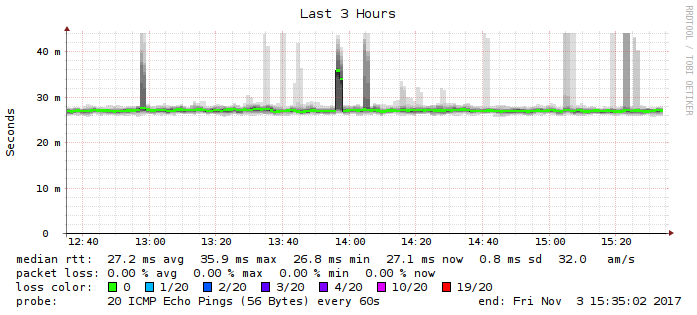 Last 3 Hours
RRDTOOL / TOBI OETIKER
Seconds
40 m
30 m
20 m
10 m
0
12:40 13:00 13:20 13:40 14:00 14:20 14:40 15:00 15:20
median rtt: 27.2 ms avg 35.9 ms max 26.8 ms min 27.1 ms now 0.8 ms sd 32.0 am/s
packet loss: 0.00 % avg 0.00 % max 0.00 % min 0.00 % now
loss color: 0 1/20 2/20 3/20 4/20 10/20 19/20
probe: 20 ICMP Echo Pings (56 Bytes) every 60s end: Fri Nov 3 15:35:02 2017